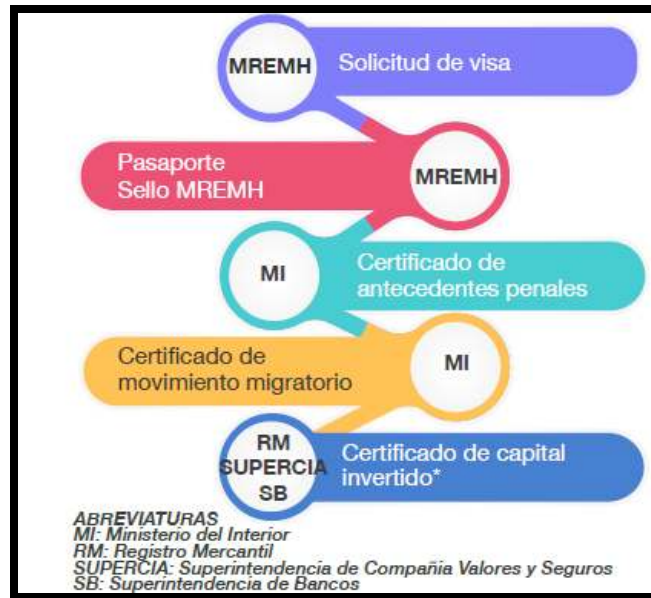 MREMH
Solicitud de visa
Pasaporte
Sello MREMH
MREMH
MI
Certificado de
antecedentes penales
Certificado de
movimiento migratorio
MI
RM
SUPERCIA
SB
Certificado de capital
invertido*
ABREVIATURAS
MI: Ministerio del Interior
RM: Registro Mercantil
SUPERCIA: Superintendencia de Compañia Valores y Seguros
SB: Superintendencia de Bancos